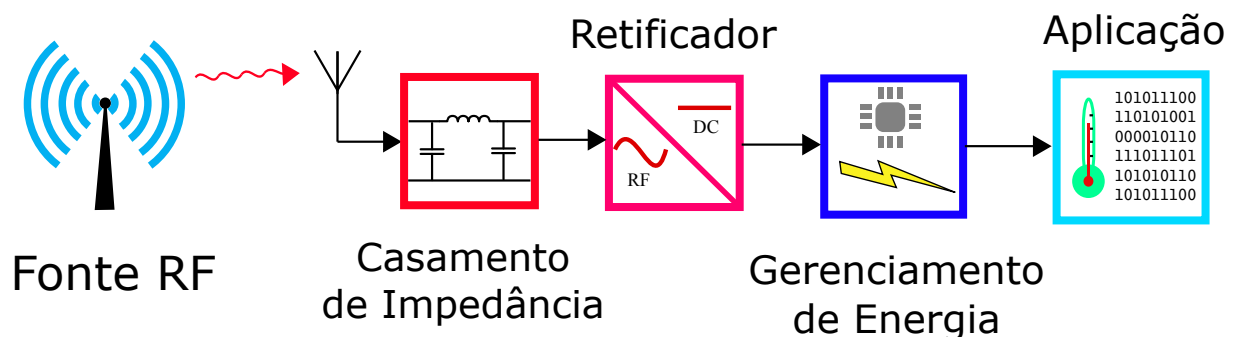 Fonte RF
Casamento
de Impedância
Retificador
DC
RF
Gerenciamento
de Energia
Aplicação
101011100
110101001
000010110
111011101
101010110
101011100